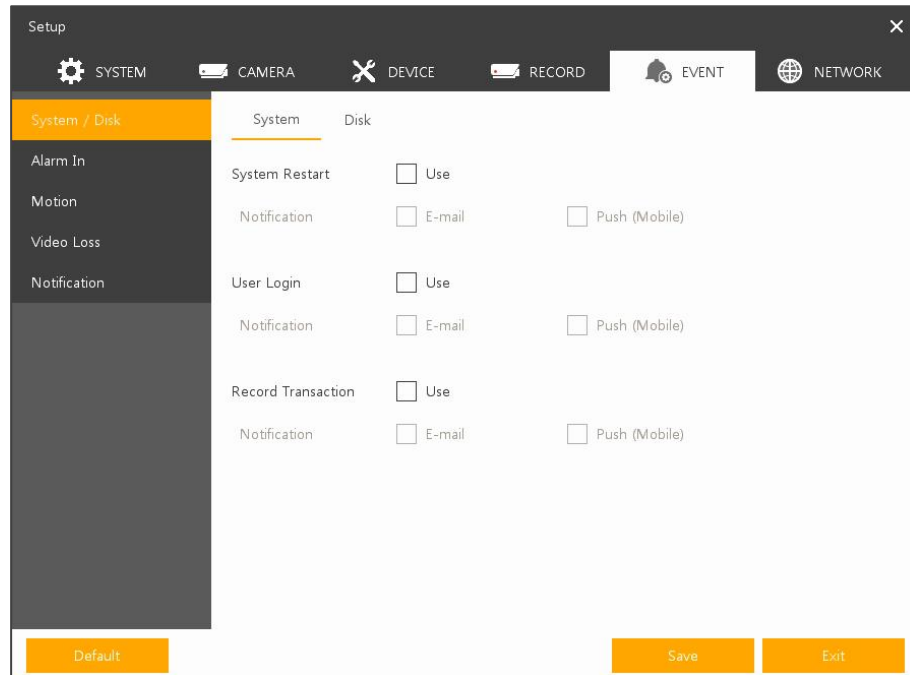 Setup
SYSTEM CAMERA DEVICE RECORD EVENT NETWORK
System / Disk
Alarm In
Motion
Video Loss
Notification
System Disk
System Restart Use
Notification E-mail Push (Mobile)
User Login Use
Notification E-mail Push (Mobile)
Record Transaction Use
Notification E-mail Push (Mobile)
Default Save Exit